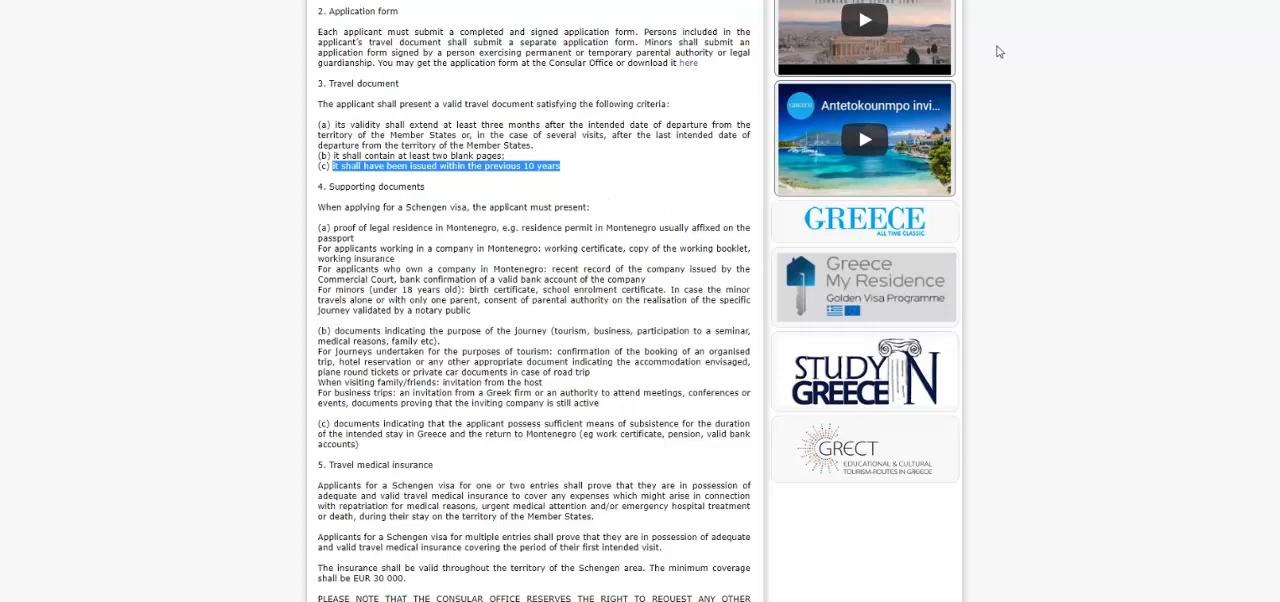 2. Application form
Each applicant must submit a completed and signed application form. Persons included in the
applicant's travel document shall submit a separate application form. Minors shall submit an
application form signed by a person exercising permanent or temporary parental authority or legal
guardianship. You may get the application form at the Consular Office or download it here
3. Travel document
The applicant shall present a valid travel document satisfying the following criteria:
(a) its validity shall extend at least three months after the intended date of departure from the
territory of the Member States or, in the case of several visits, after the last intended date of
departure from the territory of the Member States.
(b) it shall contain at least two blank pages;
(c) it shall have been issued within the previous 10 years
4. Supporting documents
When applying for a Schengen visa, the applicant must present:
(a) proof of legal residence in Montenegro, e.g. residence permit in Montenegro usually affixed on the
passport
For applicants working in a company in Montenegro: working certificate, copy of the working booklet,
working insurance
For applicants who own a company in Montenegro: recent record of the company issued by the
Commercial Court, bank confirmation of a valid bank account of the company
For minors (under 18 years old): birth certificate, school enrolment certificate. In case the minor
travels alone or with only one parent, consent of parental authority on the realisation of the specific
journey validated by a notary public
(b) documents indicating the purpose of the journey (tourism, business, participation to a seminar,
medical reasons, family etc).
For journeys undertaken for the purposes of tourism: confirmation of the booking of an organised
trip, hotel reservation or any other appropriate document indicating the accommodation envisaged,
plane round tickets or private car documents in case of road trip
When visiting family/friends: invitation from the host
For business trips: an invitation from a Greek firm or an authority to attend meetings, conferences or
events, documents proving that the inviting company is still active
(c) documents indicating that the applicant possess sufficient means of subsistence for the duration
of the intended stay in Greece and the return to Montenegro (eg work certificate, pension, valid bank
accounts)
5. Travel medical insurance
Applicants for a Schengen visa for one or two entries shall prove that they are in possession of
adequate and valid travel medical insurance to cover any expenses which might arise in connection
with repatriation for medical reasons, urgent medical attention and/or emergency hospital treatment
or death, during their stay on the territory of the Member States.
Applicants for a Schengen visa for multiple entries shall prove that they are in possession of adequate
and valid travel medical insurance covering the period of their first intended visit.
The insurance shall be valid throughout the territory of the Schengen area. The minimum coverage
shall be EUR 30 000.
PLEASE NOTE THAT THE CONSULAR OFFICE RESERVES THE RIGHT TO REQUEST ANY OTHER
GREECE
Antetokounmpo invi...
GREECE
ALL TIME CLASSIC
Greece
My Residence
Golden Visa Programme
STUDY IN
GREECE
GRECT
EDUCATIONAL & CULTURAL
TOURISM-ROUTES IN GREECE